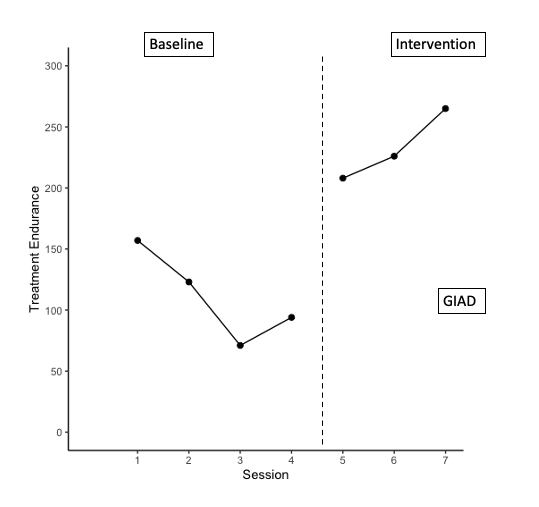 Baseline
Intervention
300
250
200
150
100
50
0
Treatment Endurance
GIAD
1 2 3 4 5 6 7
Session